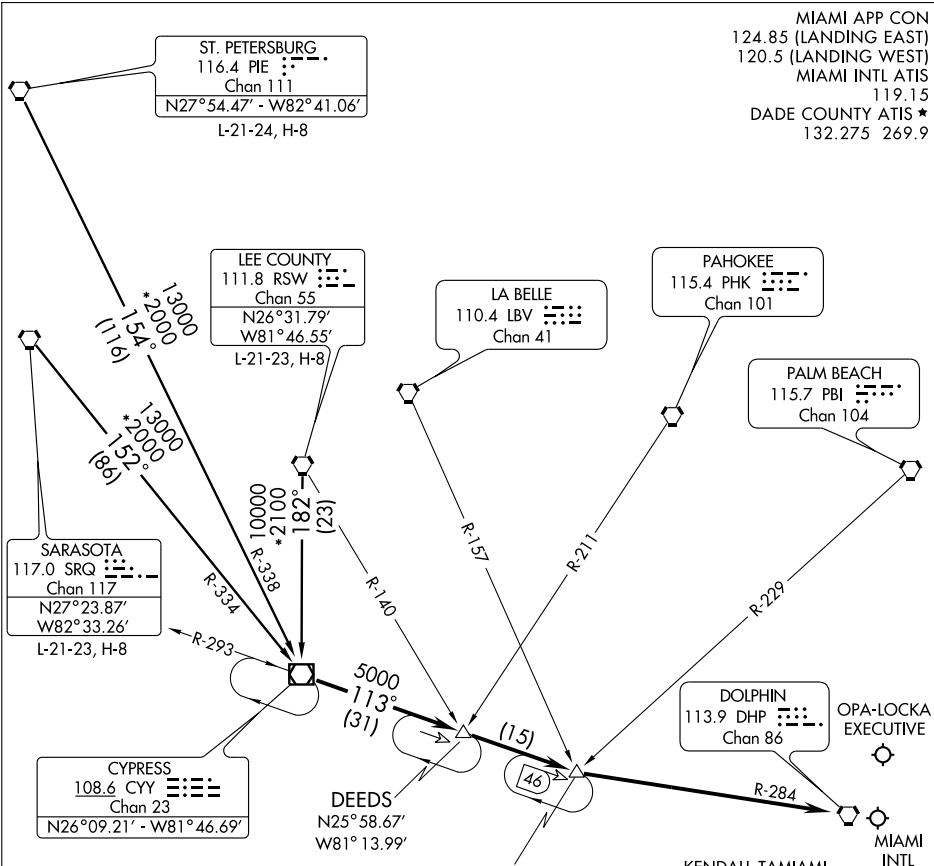 MIAMI APP CON
124.85 (LANDING EAST)
120.5 (LANDING WEST)
MIAMI INTL ATIS
119.15
DADE COUNTY ATIS ★
132.275 269.9
ST. PETERSBURG
116.4 PIE
Chan 111
N27°54.47′ - W82°41.06′
L-21-24, H-8
LEE COUNTY
111.8 RSW
Chan 55
N26°31.79′
W81°46.55′
L-21-23, H-8
LA BELLE
110.4 LBV
Chan 41
PAHOKEE
115.4 PHK
Chan 101
PALM BEACH
115.7 PBI
Chan 104
13000
*2000
154°
(116)
13000
*2000
152°
(86)
10000
*2100
182°
(23)
R-338
R-334
R-140
R-157
R-211
R-229
SARASOTA
117.0 SRQ
Chan 117
N27°23.87′
W82°33.26′
L-21-23, H-8
R-293
5000
113°
(31)
(15)
46
R-284
DOLPHIN
113.9 DHP
Chan 86
OPA-LOCKA
EXECUTIVE
CYPRESS
108.6 CYY
Chan 23
N26°09.21′ - W81°46.69′
DEEDS
N25°58.67′
W81°13.99′
MIAMI
INTL
KENDALL-TAMIAMI